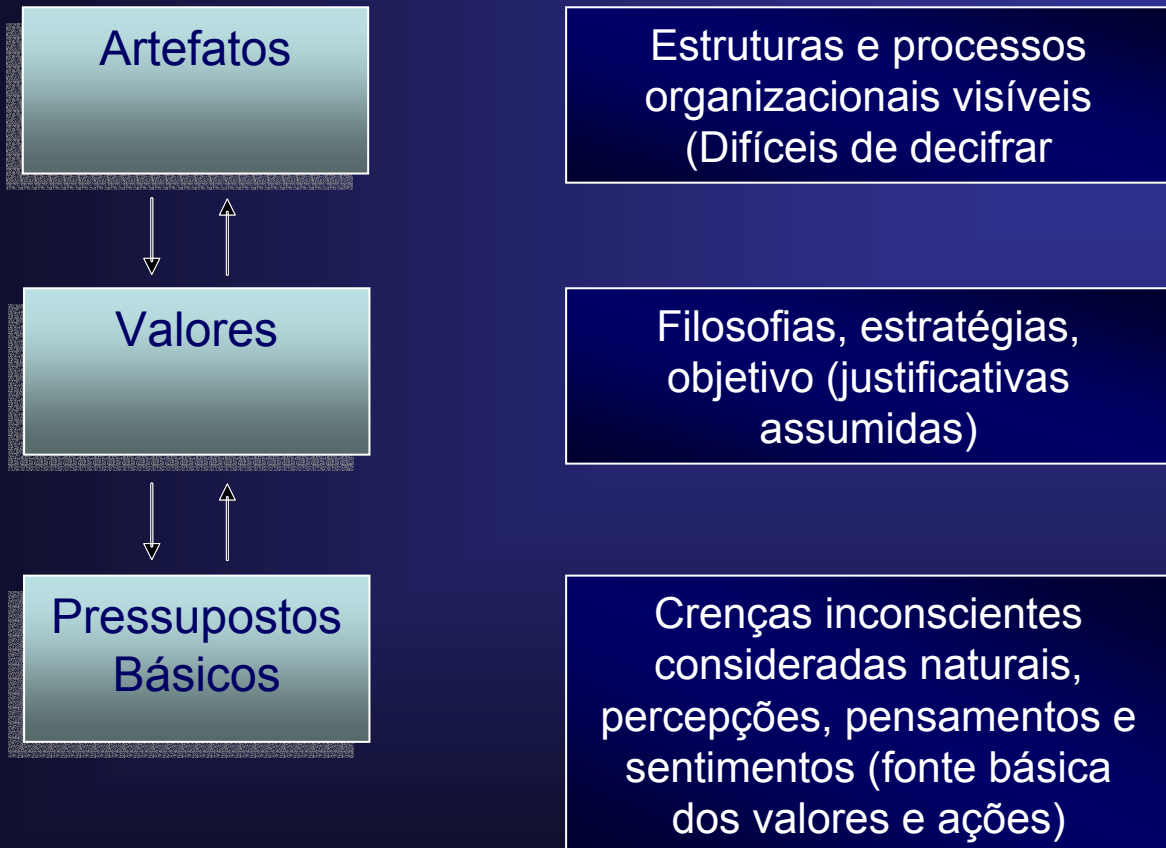 Artefatos
Estruturas e processos
organizacionais visíveis
(Difíceis de decifrar
Valores
Filosofias, estratégias,
objetivo (justificativas
assumidas)
Pressupostos
Básicos
Crenças inconscientes
consideradas naturais,
percepções, pensamentos e
sentimentos (fonte básica
dos valores e ações)